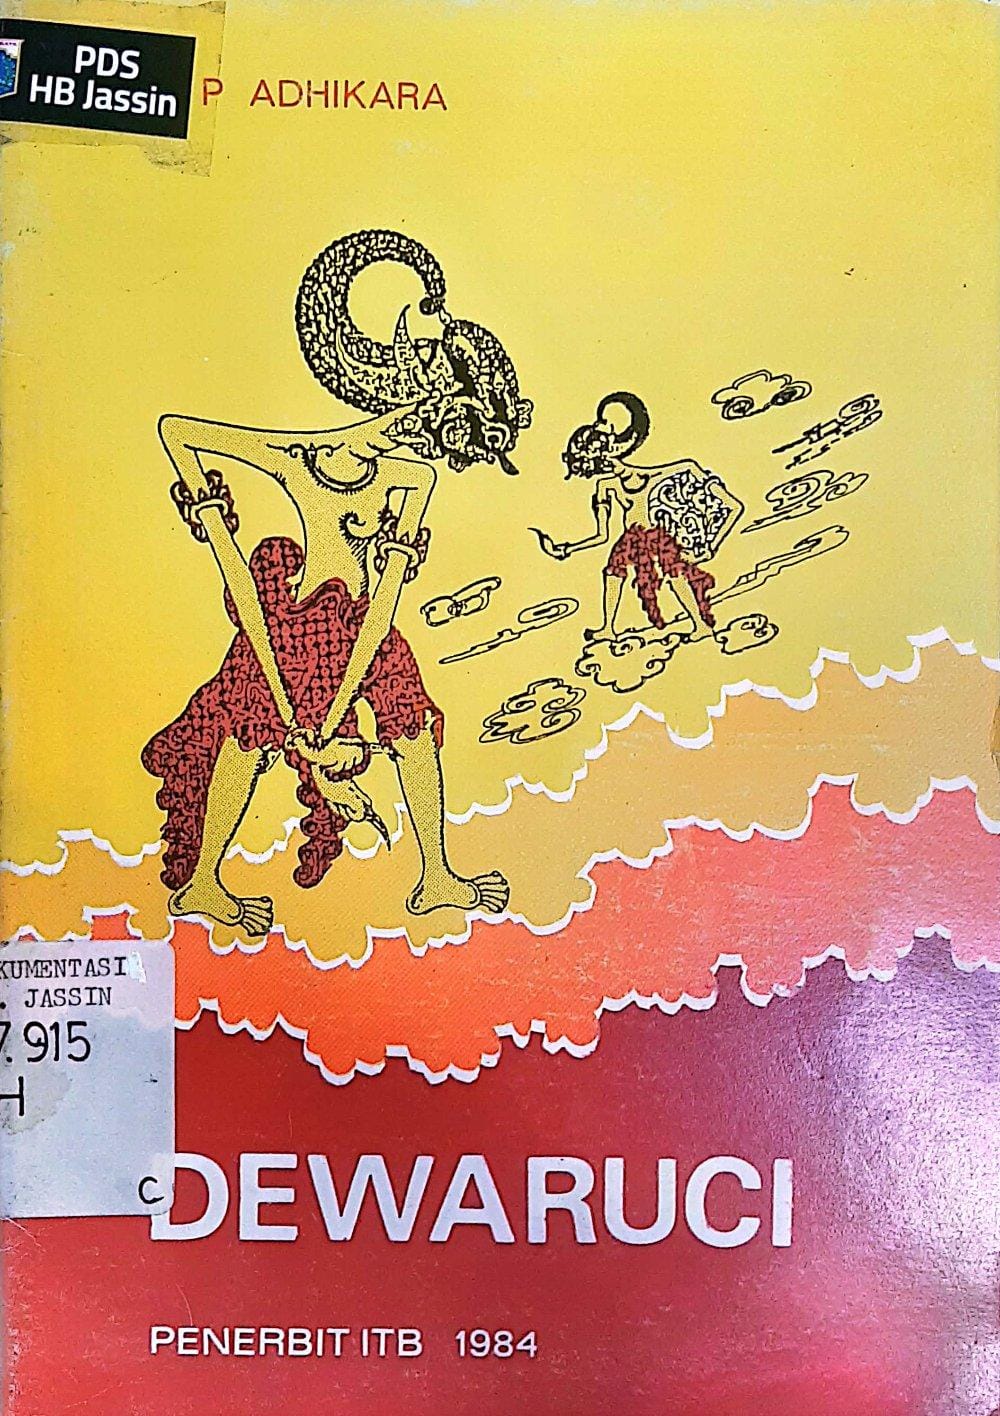 PDS
HB Jassin
P ADHIKARA
KUMENTASI
. JASSIN
7.915
H
C
DEWARUCI
PENERBIT ITB 1984